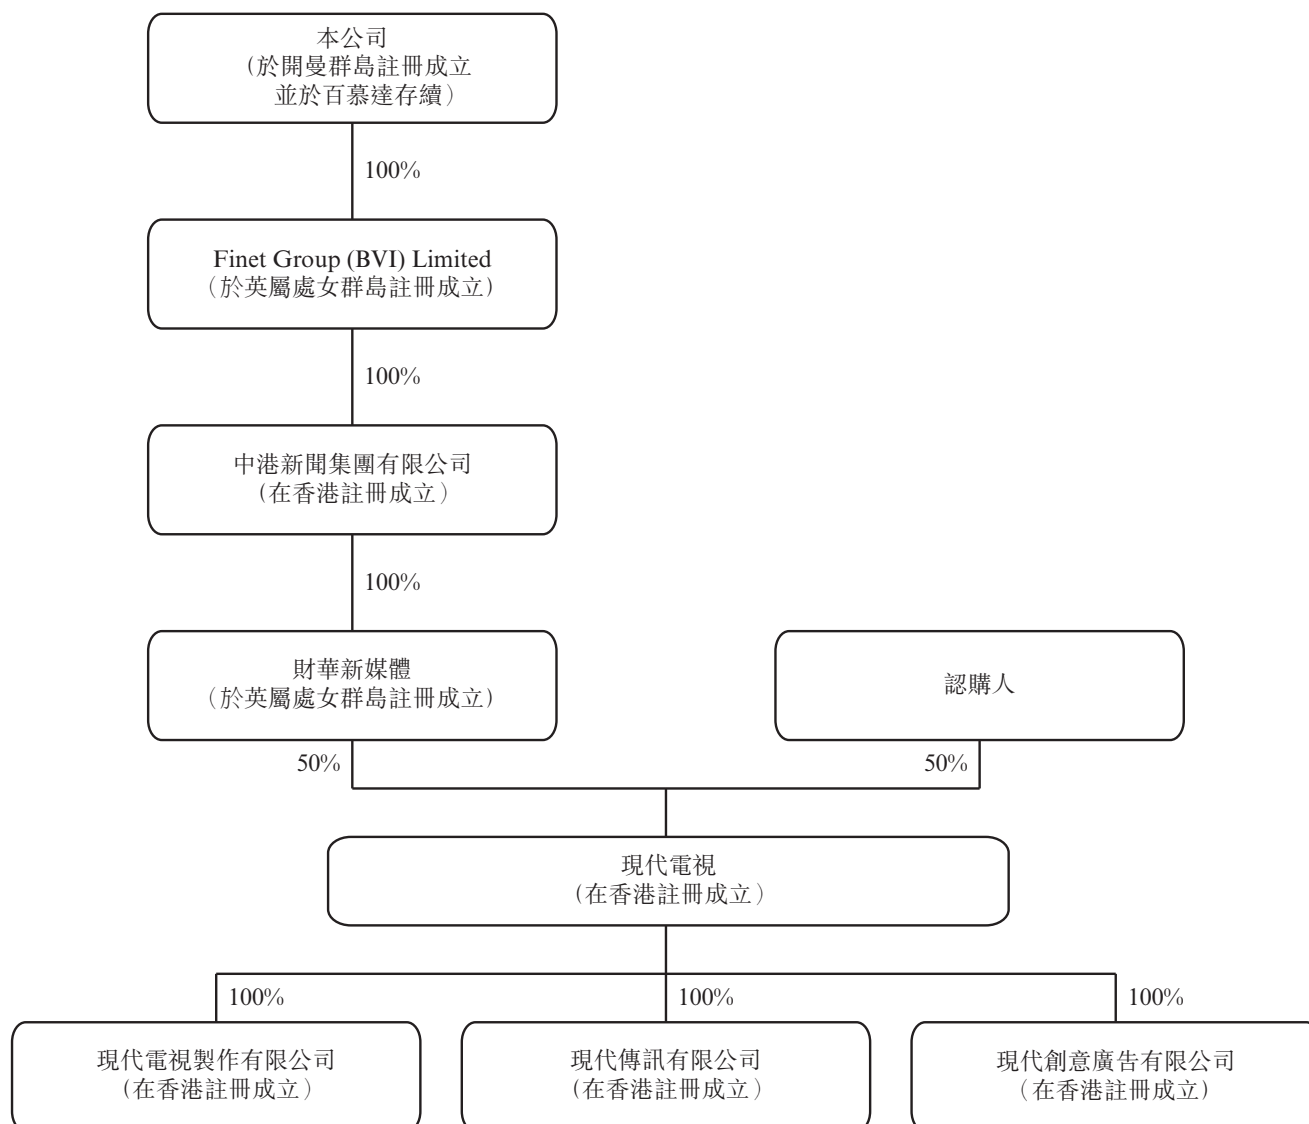 本公司
（於開曼群島註冊成立
並於百慕達存續）
100%
Finet Group (BVI) Limited
（於英屬處女群島註冊成立）
100%
中港新聞集團有限公司
（在香港註冊成立）
100%
財華新媒體
（於英屬處女群島註冊成立）
認購人
50%
50%
現代電視
（在香港註冊成立）
100%
100%
100%
現代電視製作有限公司
（在香港註冊成立）
現代傳訊有限公司
（在香港註冊成立）
現代創意廣告有限公司
（在香港註冊成立）